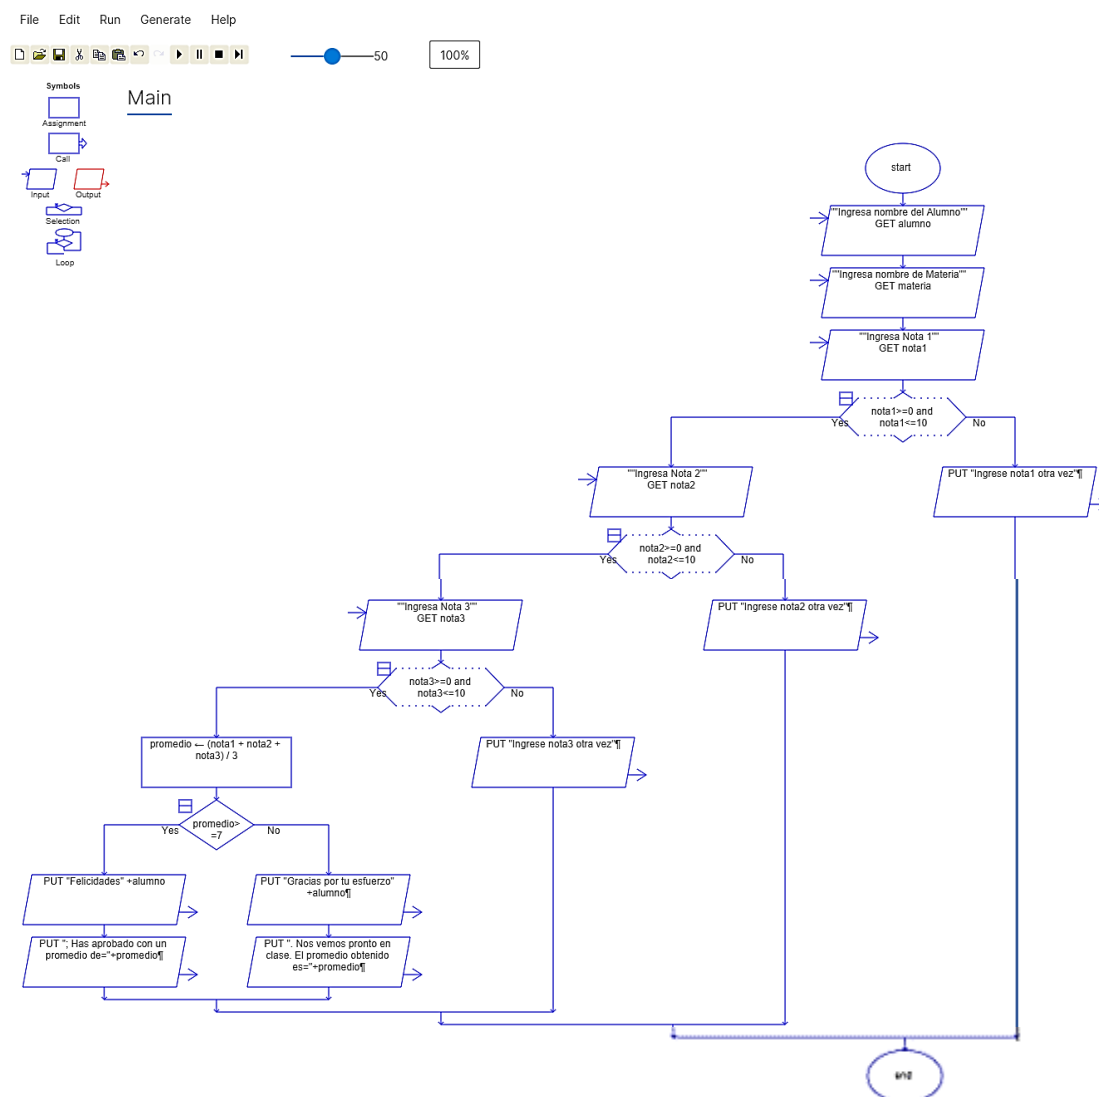 File Edit Run Generate Help
50
100%
Symbols
Assignment
Call
Input Output
Selection
Loop
Main
start
""Ingresa nombre del Alumno""
GET alumno
""Ingresa nombre de Materia""
GET materia
""Ingresa Nota 1""
GET nota1
nota1>=0 and
nota1<=10
Yes
No
""Ingresa Nota 2""
GET nota2
PUT "Ingrese nota1 otra vez"¶
nota2>=0 and
nota2<=10
Yes
No
""Ingresa Nota 3""
GET nota3
PUT "Ingrese nota2 otra vez"¶
nota3>=0 and
nota3<=10
Yes
No
promedio ← (nota1 + nota2 +
nota3) / 3
PUT "Ingrese nota3 otra vez"¶
promedio>
=7
Yes
No
PUT "Felicidades" +alumno
PUT "Gracias por tu esfuerzo"
+alumno¶
PUT "; Has aprobado con un
promedio de="+promedio¶
PUT ". Nos vemos pronto en
clase. El promedio obtenido
es="+promedio¶
end